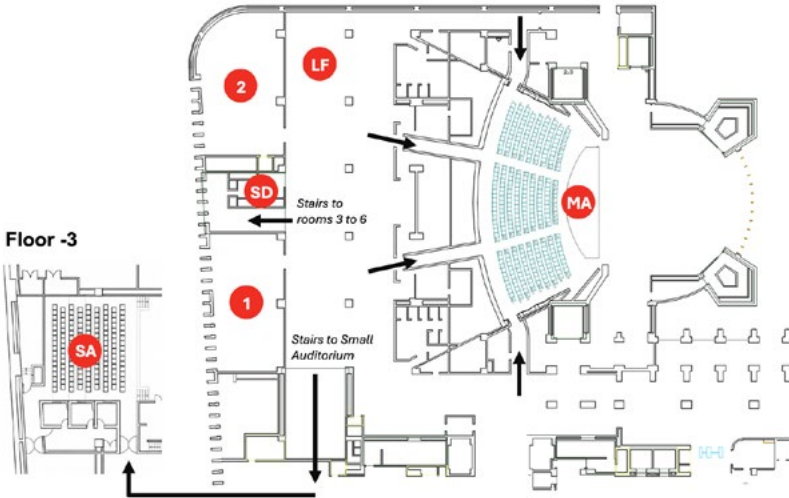 2
LF
SD
Stairs to
rooms 3 to 6
MA
Floor -3
1
SA
Stairs to Small
Auditorium